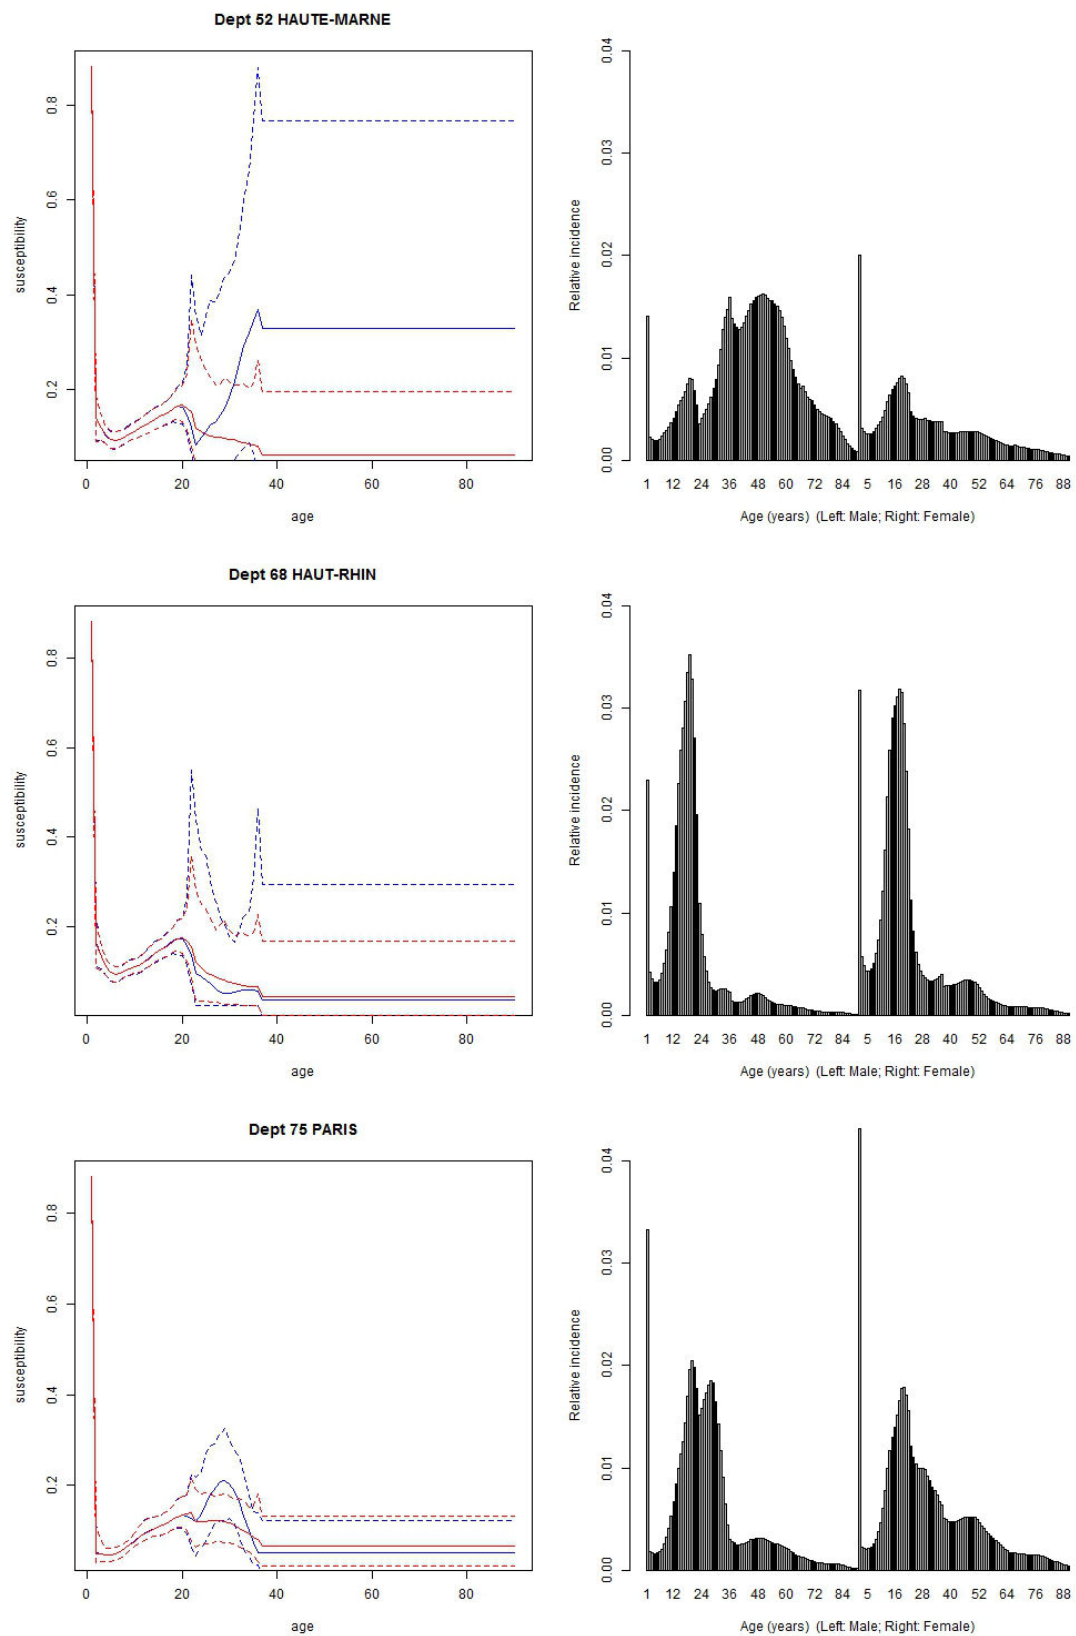 Dept 52 HAUTE-MARNE
susceptibility
0.2 0.4 0.6 0.8
0 20 40 60 80
age
Relative incidence
0.00 0.01 0.02 0.03 0.04
1 12 24 36 48 60 72 84 5 16 28 40 52 64 76 88
Age (years) (Left: Male; Right: Female)
Dept 68 HAUT-RHIN
susceptibility
0.2 0.4 0.6 0.8
0 20 40 60 80
age
Relative incidence
0.00 0.01 0.02 0.03 0.04
1 12 24 36 48 60 72 84 5 16 28 40 52 64 76 88
Age (years) (Left: Male; Right: Female)
Dept 75 PARIS
susceptibility
0.2 0.4 0.6 0.8
0 20 40 60 80
age
Relative incidence
0.00 0.01 0.02 0.03 0.04
1 12 24 36 48 60 72 84 5 16 28 40 52 64 76 88
Age (years) (Left: Male; Right: Female)